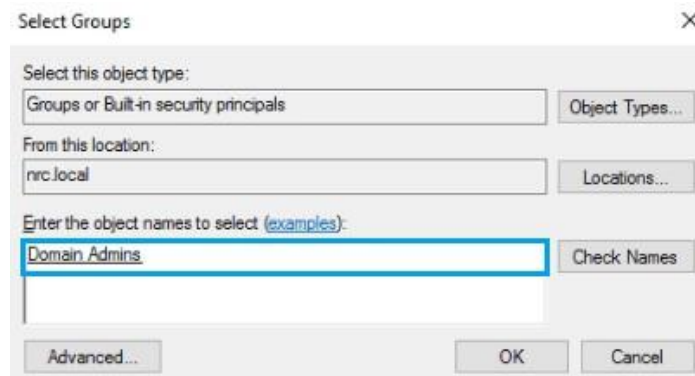 Select Groups
Select this object type:
Groups or Built-in security principals
Object Types...
From this location:
nrc.local
Locations...
Enter the object names to select (examples):
Domain Admins
Check Names
Advanced...
OK
Cancel